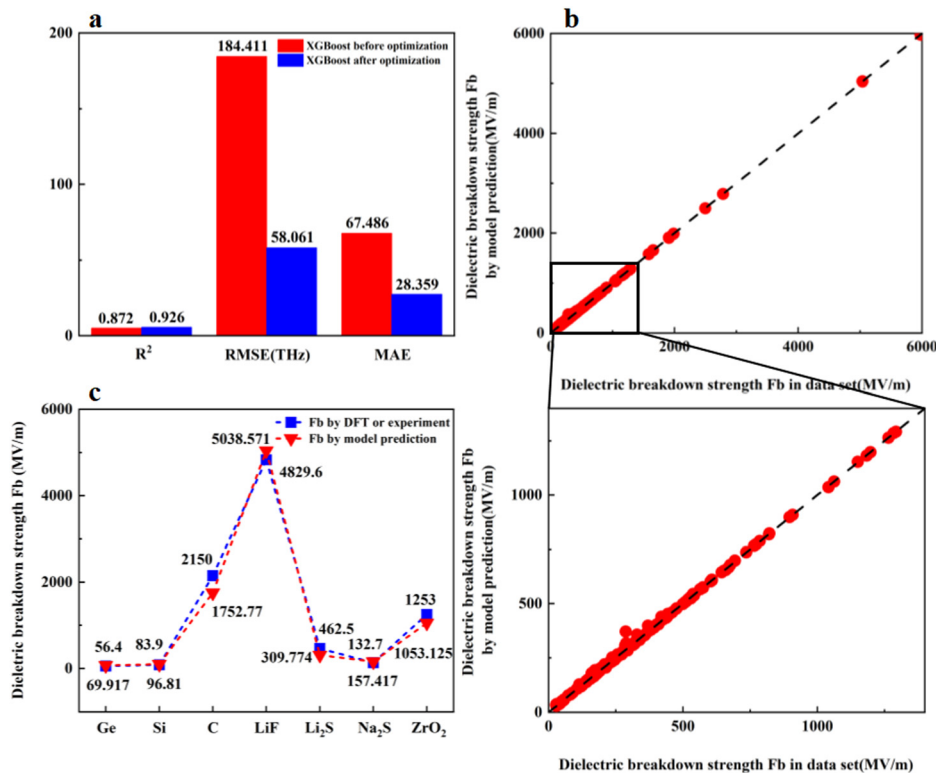 a
XGBoost before optimization
XGBoost after optimization
200
100
0
184.411
58.061
67.486
28.359
0.872
0.926
R²
RMSE(THz)
MAE
b
Dielectric breakdown strength Fb
by model prediction(MV/m)
6000
4000
2000
0
0
2000
4000
6000
Dielectric breakdown strength Fb in data set(MV/m)
c
Fb by DFT or experiment
Fb by model prediction
Dielctric breakdown strength Fb (MV/m)
6000
4000
2000
0
5038.571
4829.6
2150
1752.77
56.4
83.9
69.917
96.81
462.5
132.7
309.774
157.417
1253
1053.125
Ge
Si
C
LiF
Li₂S
Na₂S
ZrO₂
Dielectric breakdown strength Fb
by model prediction(MV/m)
1000
500
0
0
500
1000
Dielectric breakdown strength Fb in data set(MV/m)